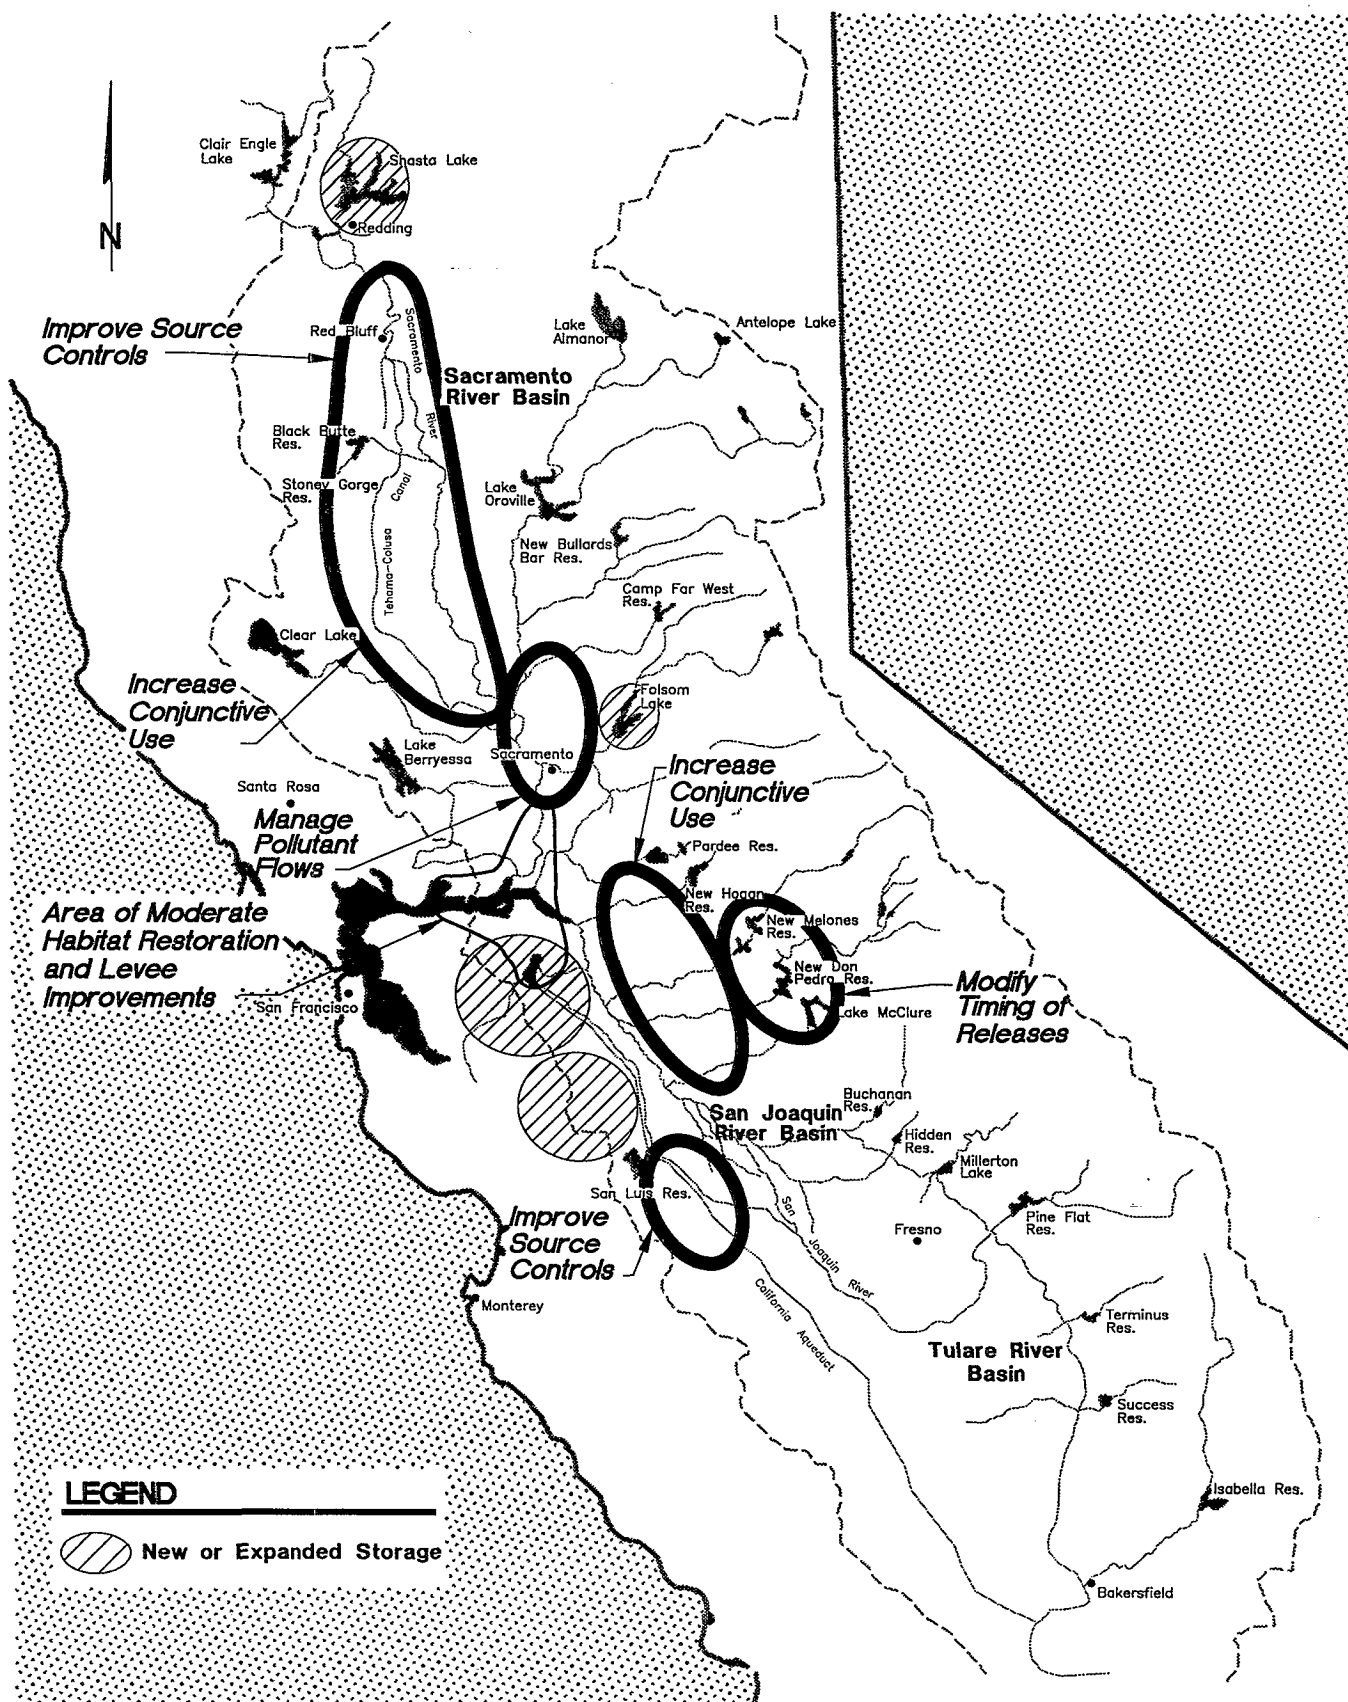 Clair Engle
Lake
Shasta Lake
Redding
N
Improve Source
Controls
Red Bluff
Sacramento
River
Lake
Almanor
Antelope Lake
Sacramento
River Basin
Black Butte
Res.
Stoney Gorge
Res.
Canal
Tehama-Colusa
Lake
Oroville
New Bullards
Bar Res.
Camp Far West
Res.
Clear Lake
Increase
Conjunctive
Use
Folsom
Lake
Lake
Berryessa
Sacramento
Increase
Conjunctive
Use
Santa Rosa
Manage
Pollutant
Flows
Pardee Res.
New Hogan
Res.
New Melones
Res.
Area of Moderate
Habitat Restoration
and Levee
Improvements
San Francisco
New Don
Pedro Res.
Lake McClure
Modify
Timing of
Releases
Buchanan
Res.
San Joaquin
River Basin
Hidden
Res.
Millerton
Lake
San Luis Res.
Improve
Source
Controls
San
Joaquin
River
Fresno
Pine Flat
Res.
Monterey
California
Aqueduct
Terminus
Res.
Tulare River
Basin
Success
Res.
LEGEND
New or Expanded Storage
Isabella Res.
Bakersfield